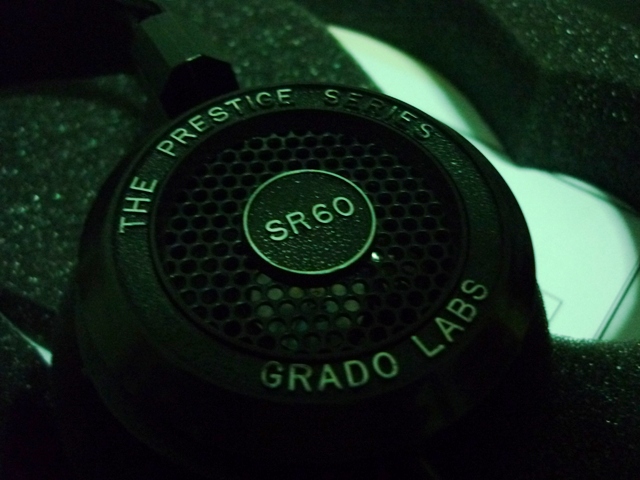 THE PRESTIGE SERIES
SR60
GRADO LABS